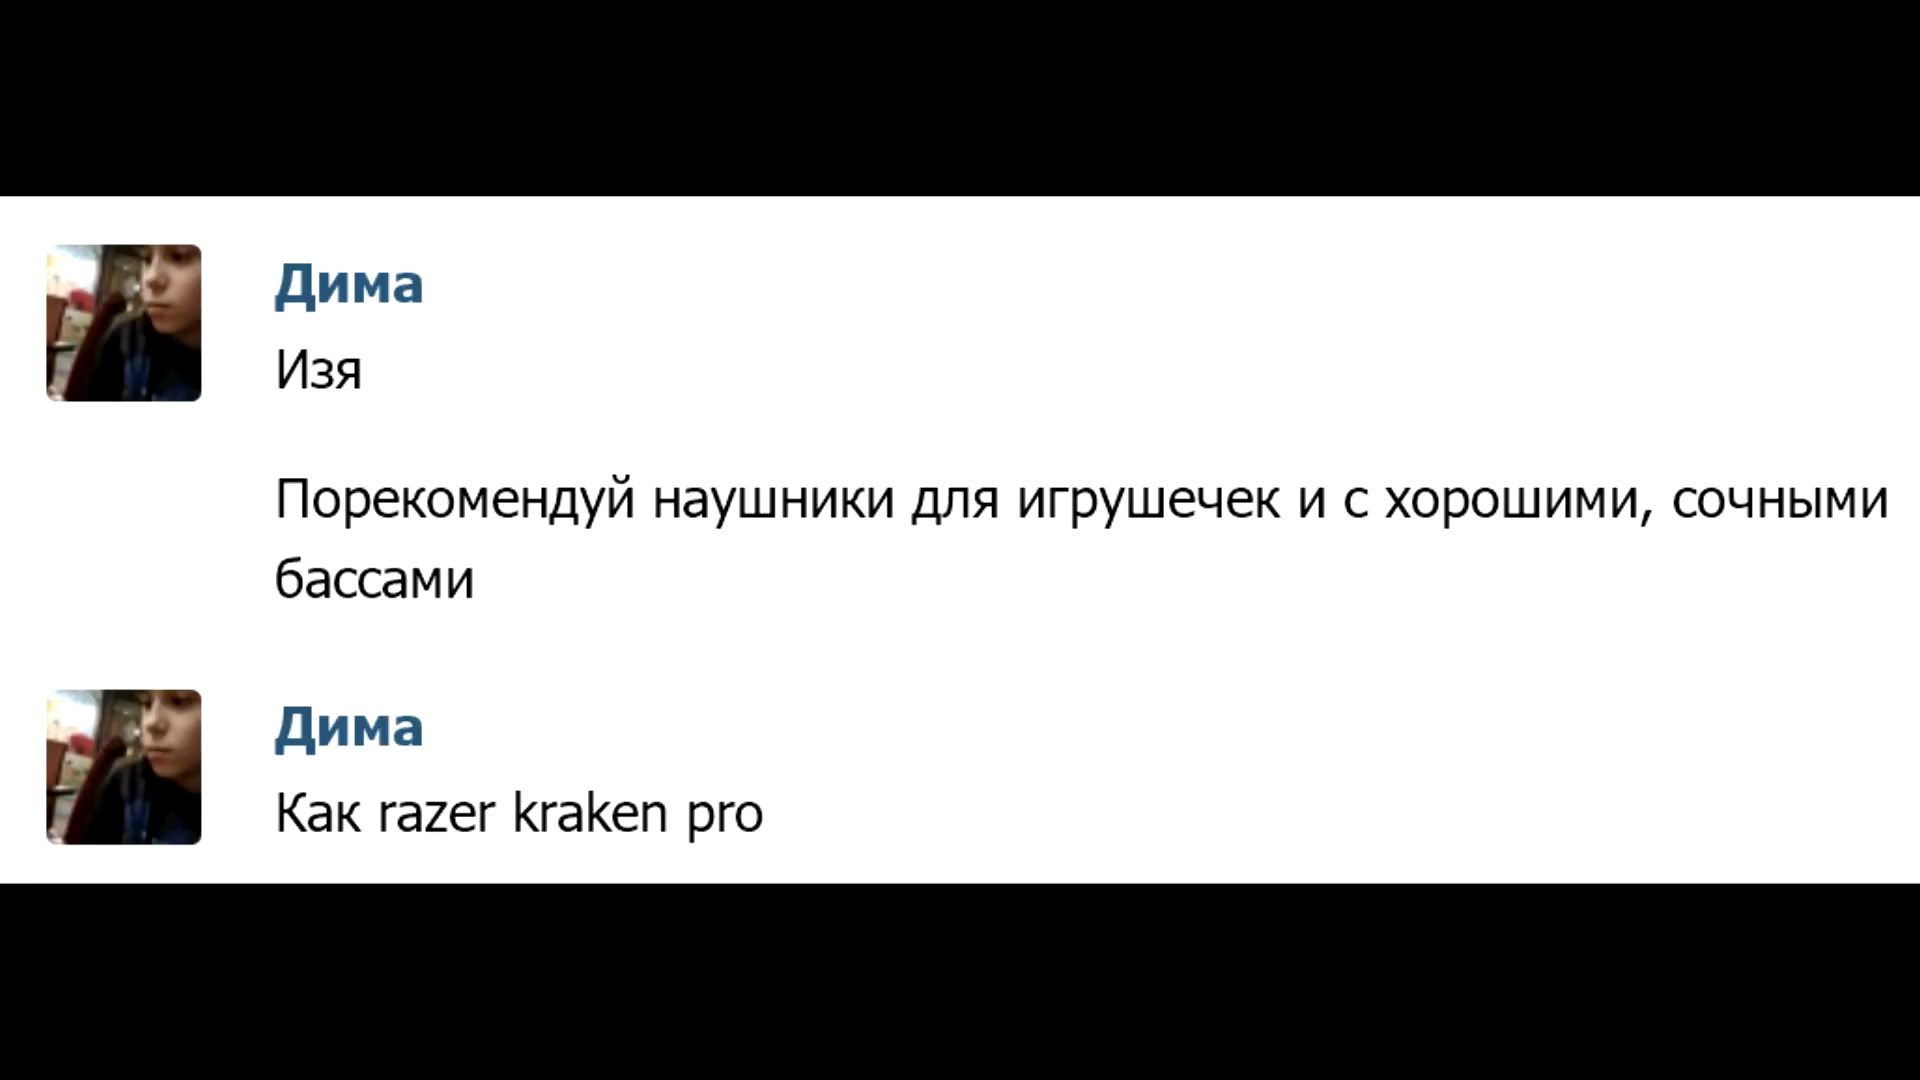 Дима
Изя
Порекомендуй наушники для игрушечек и с хорошими, сочными
бассами
Дима
Как razer kraken pro